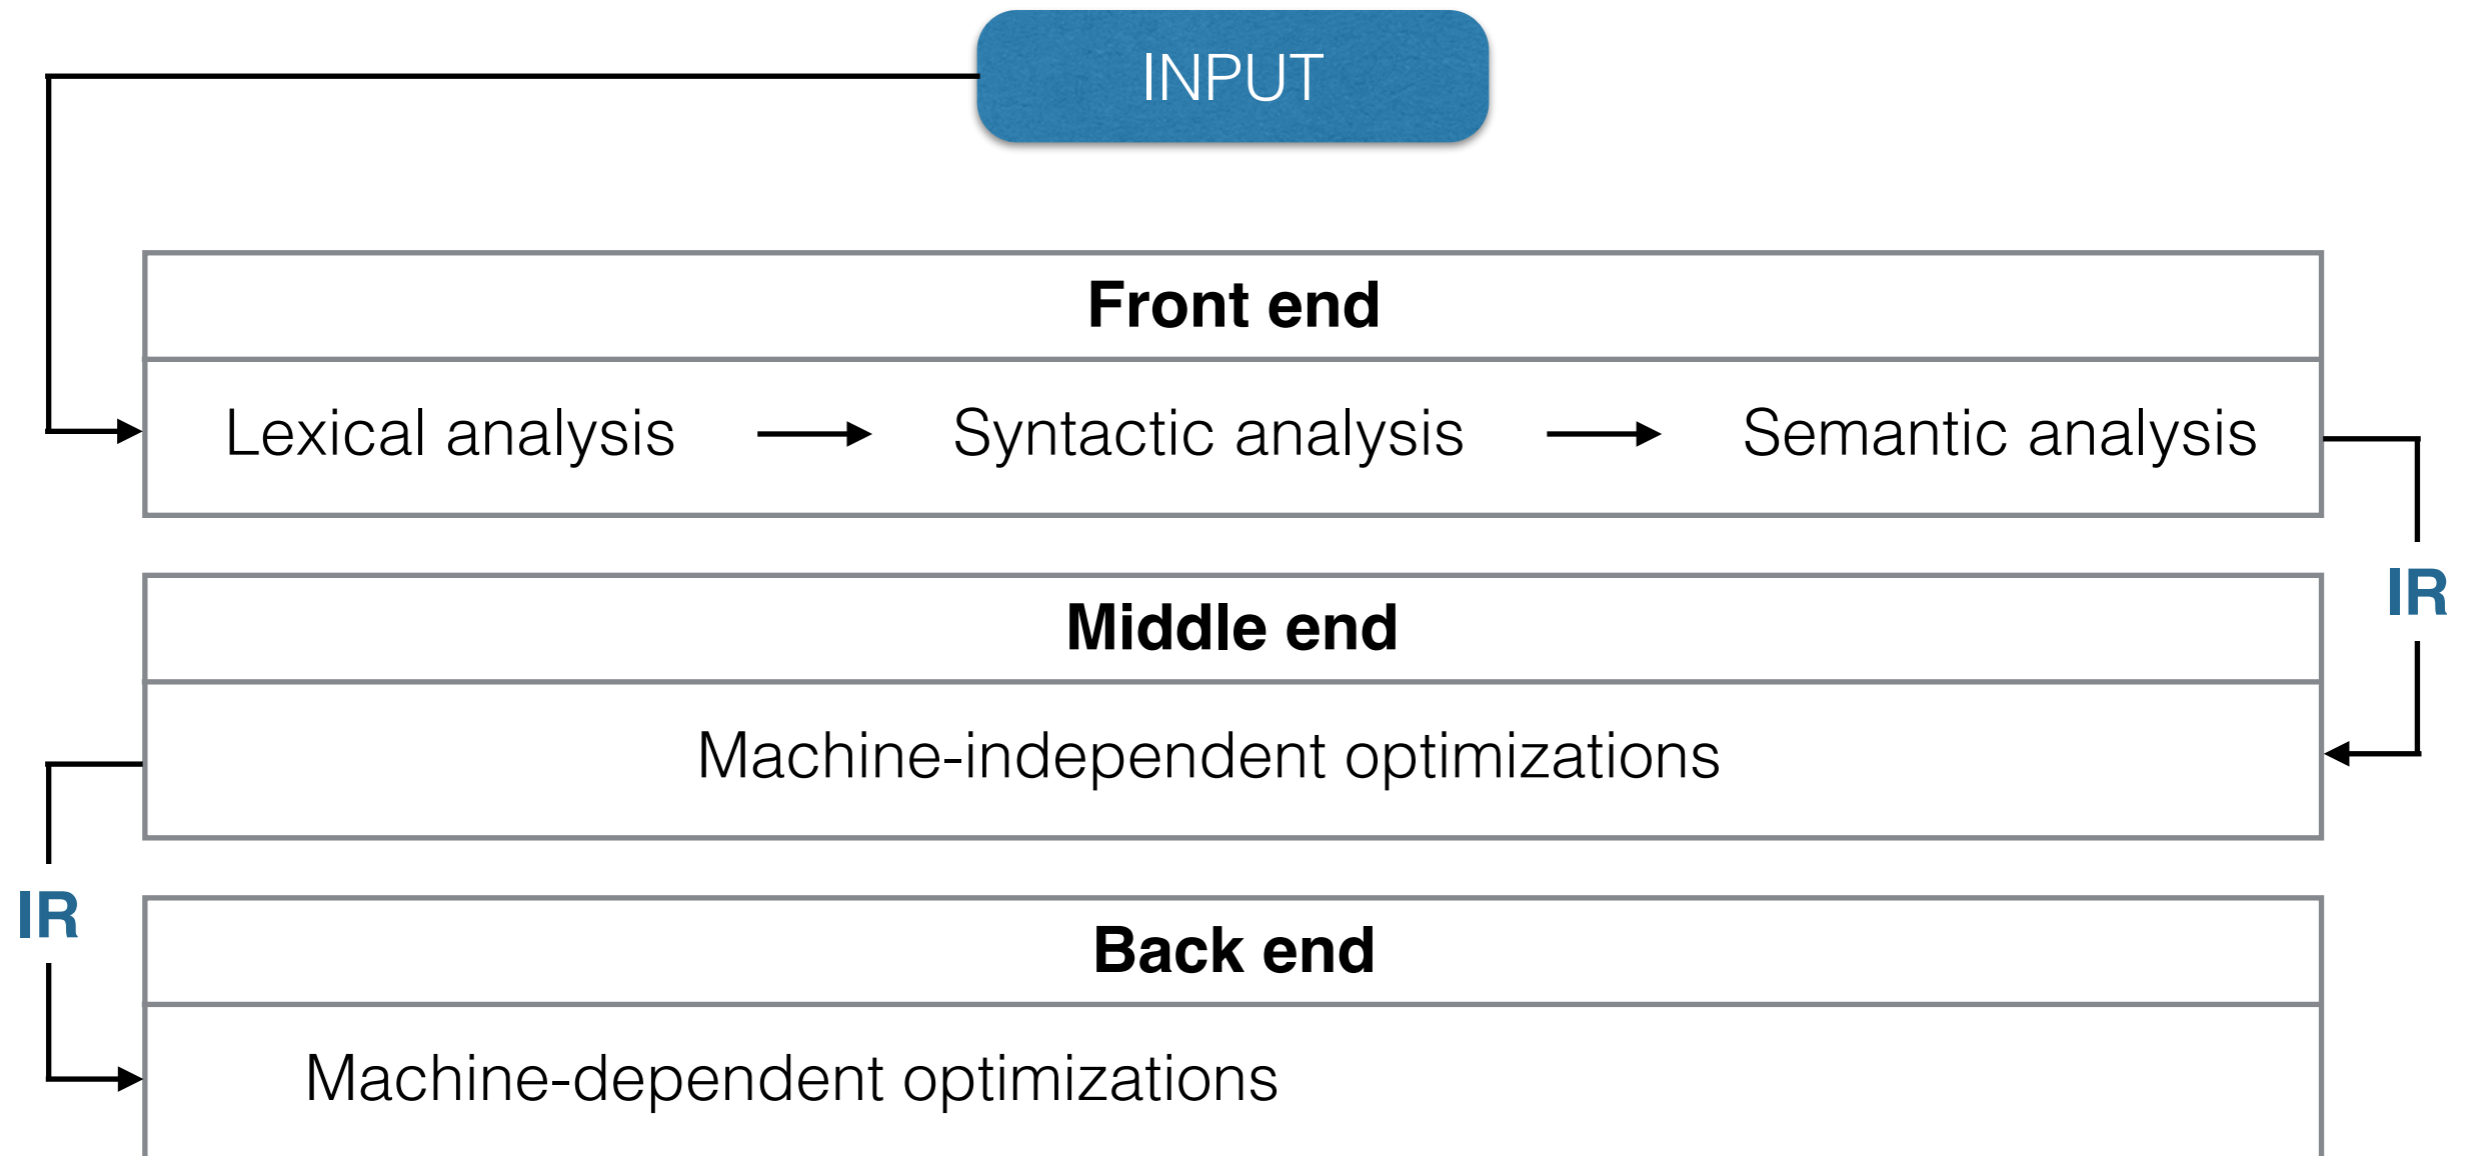 INPUT
Front end
Lexical analysis
Syntactic analysis
Semantic analysis
IR
Middle end
Machine-independent optimizations
IR
Back end
Machine-dependent optimizations